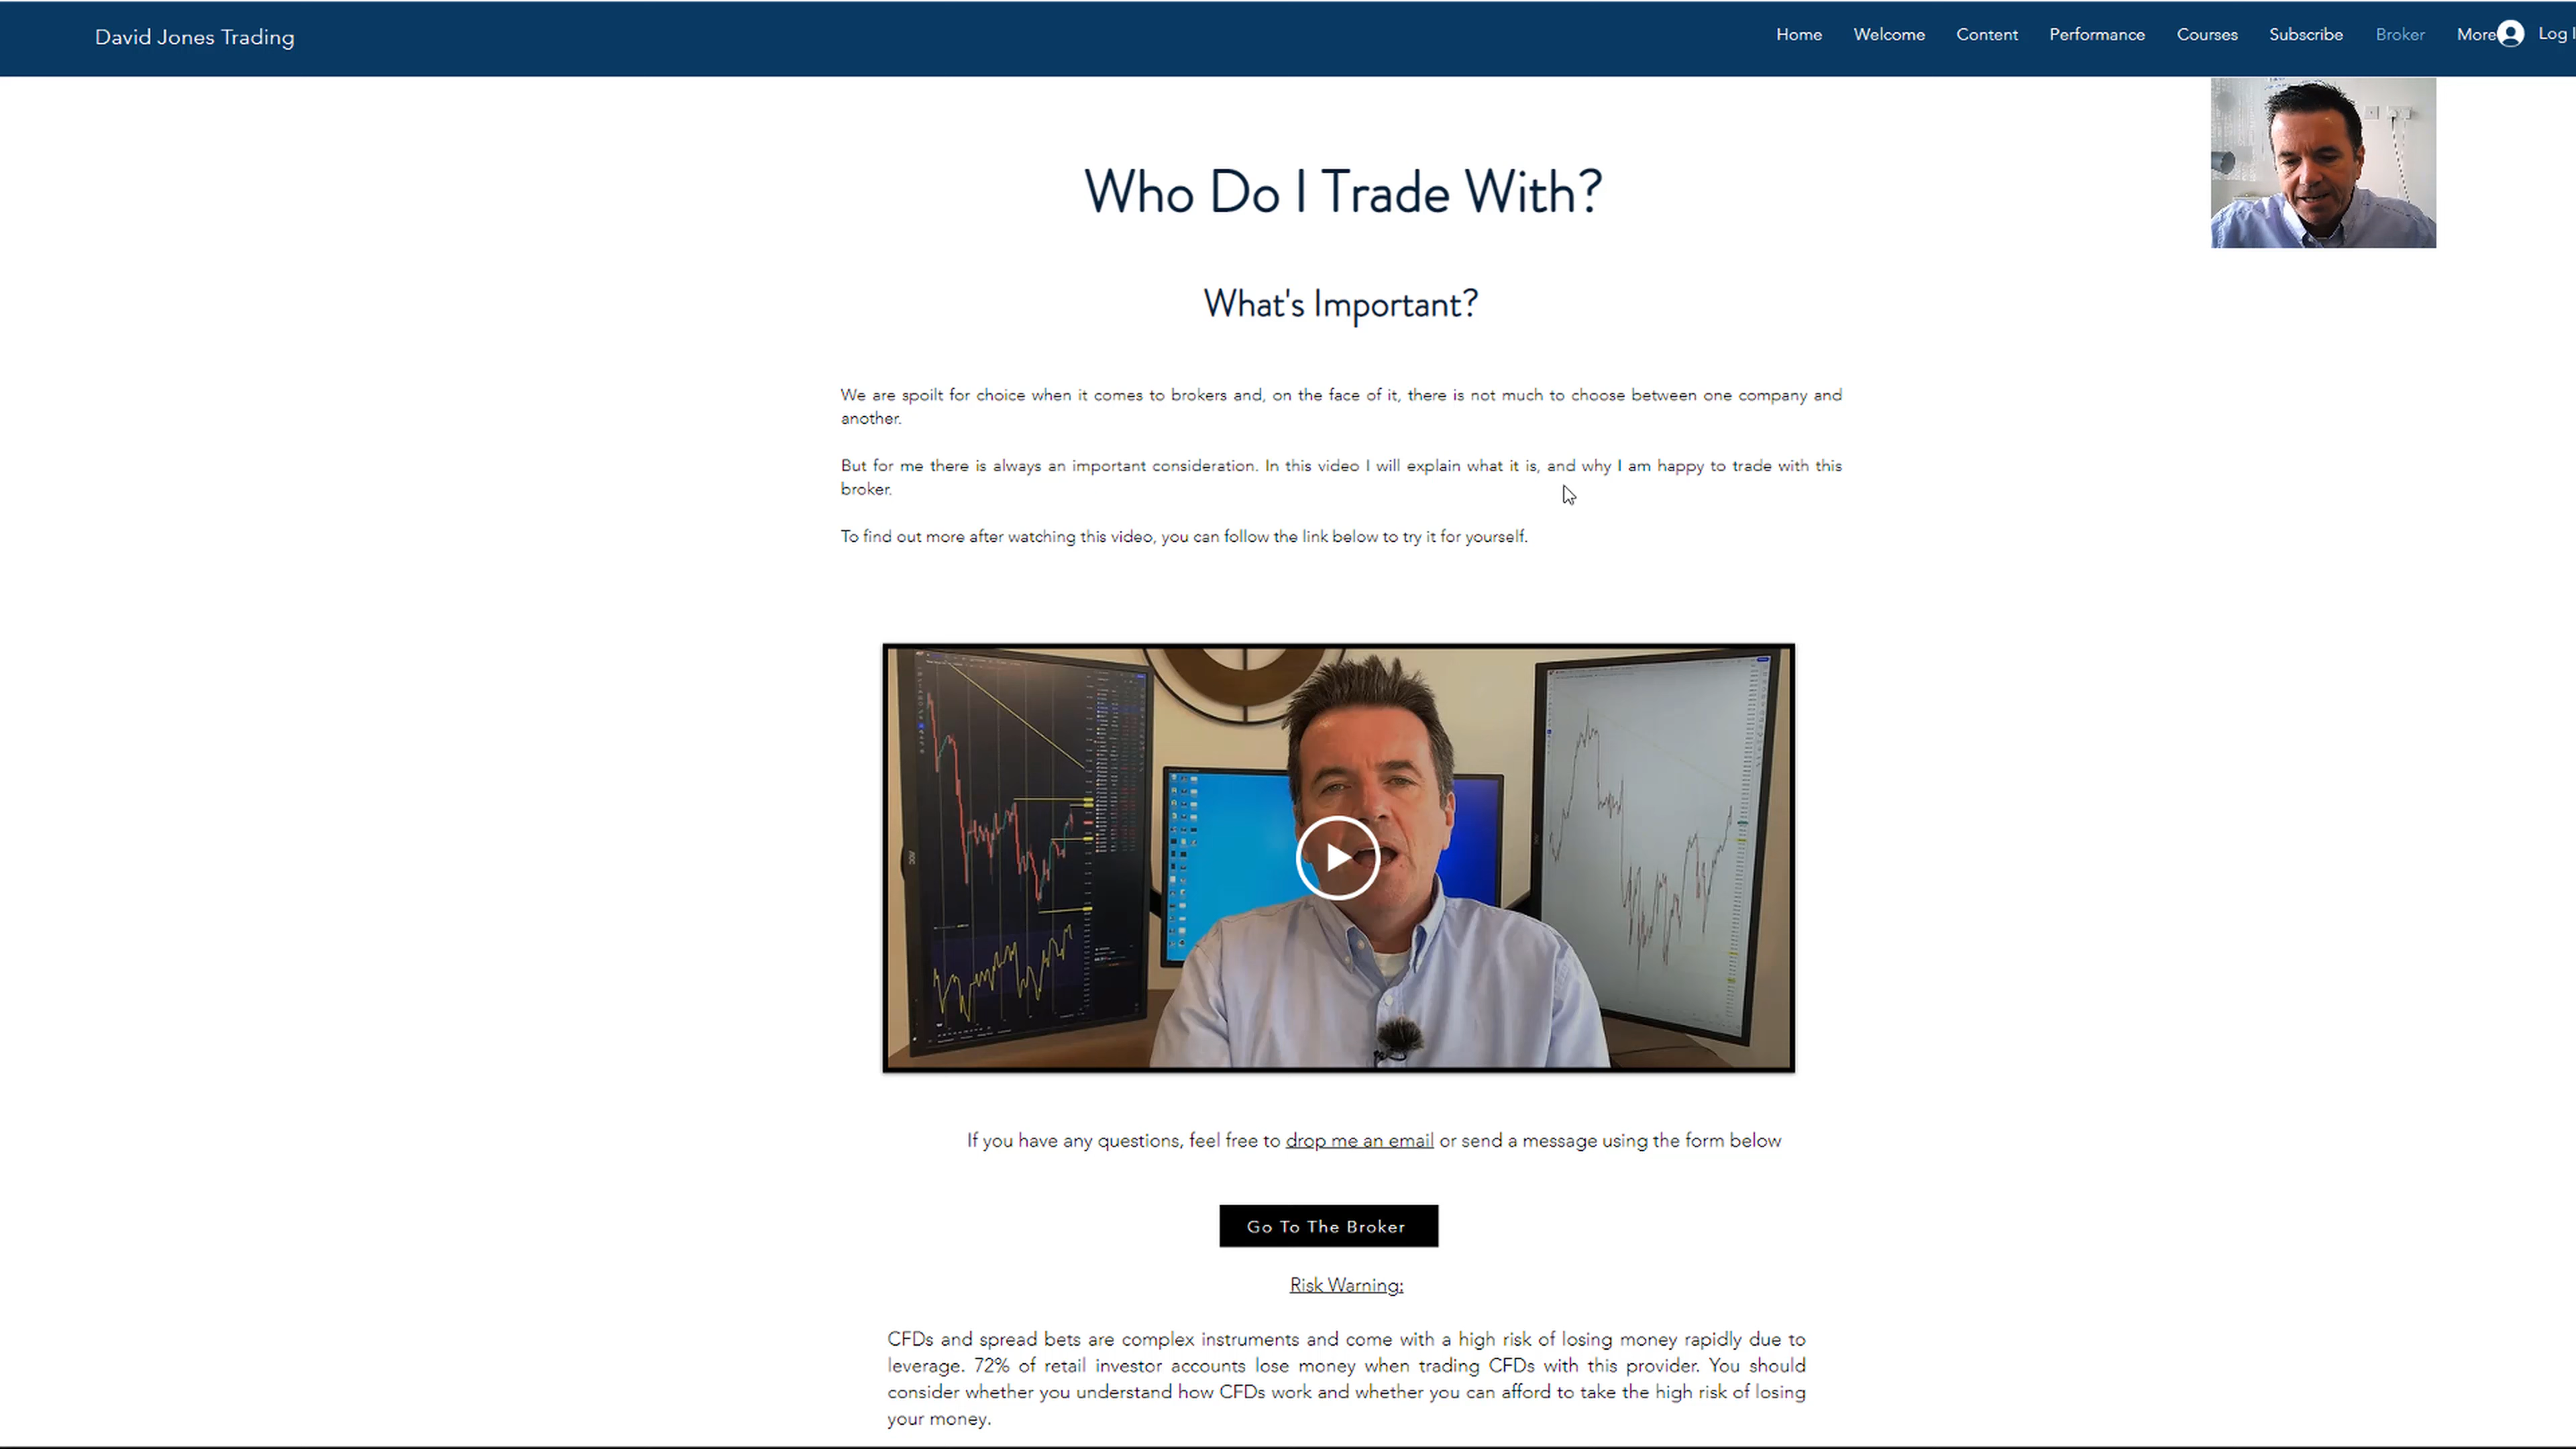 David Jones Trading
Home Welcome Content Performance Courses Subscribe Broker More Log
Who Do I Trade With?
What's Important?
We are spoilt for choice when it comes to brokers and, on the face of it, there is not much to choose between one company and
another.
But for me there is always an important consideration. In this video I will explain what it is, and why I am happy to trade with this
broker.
To find out more after watching this video, you can follow the link below to try it for yourself.
If you have any questions, feel free to drop me an email or send a message using the form below
Go To The Broker
Risk Warning:
CFDs and spread bets are complex instruments and come with a high risk of losing money rapidly due to
leverage. 72% of retail investor accounts lose money when trading CFDs with this provider. You should
consider whether you understand how CFDs work and whether you can afford to take the high risk of losing
your money.